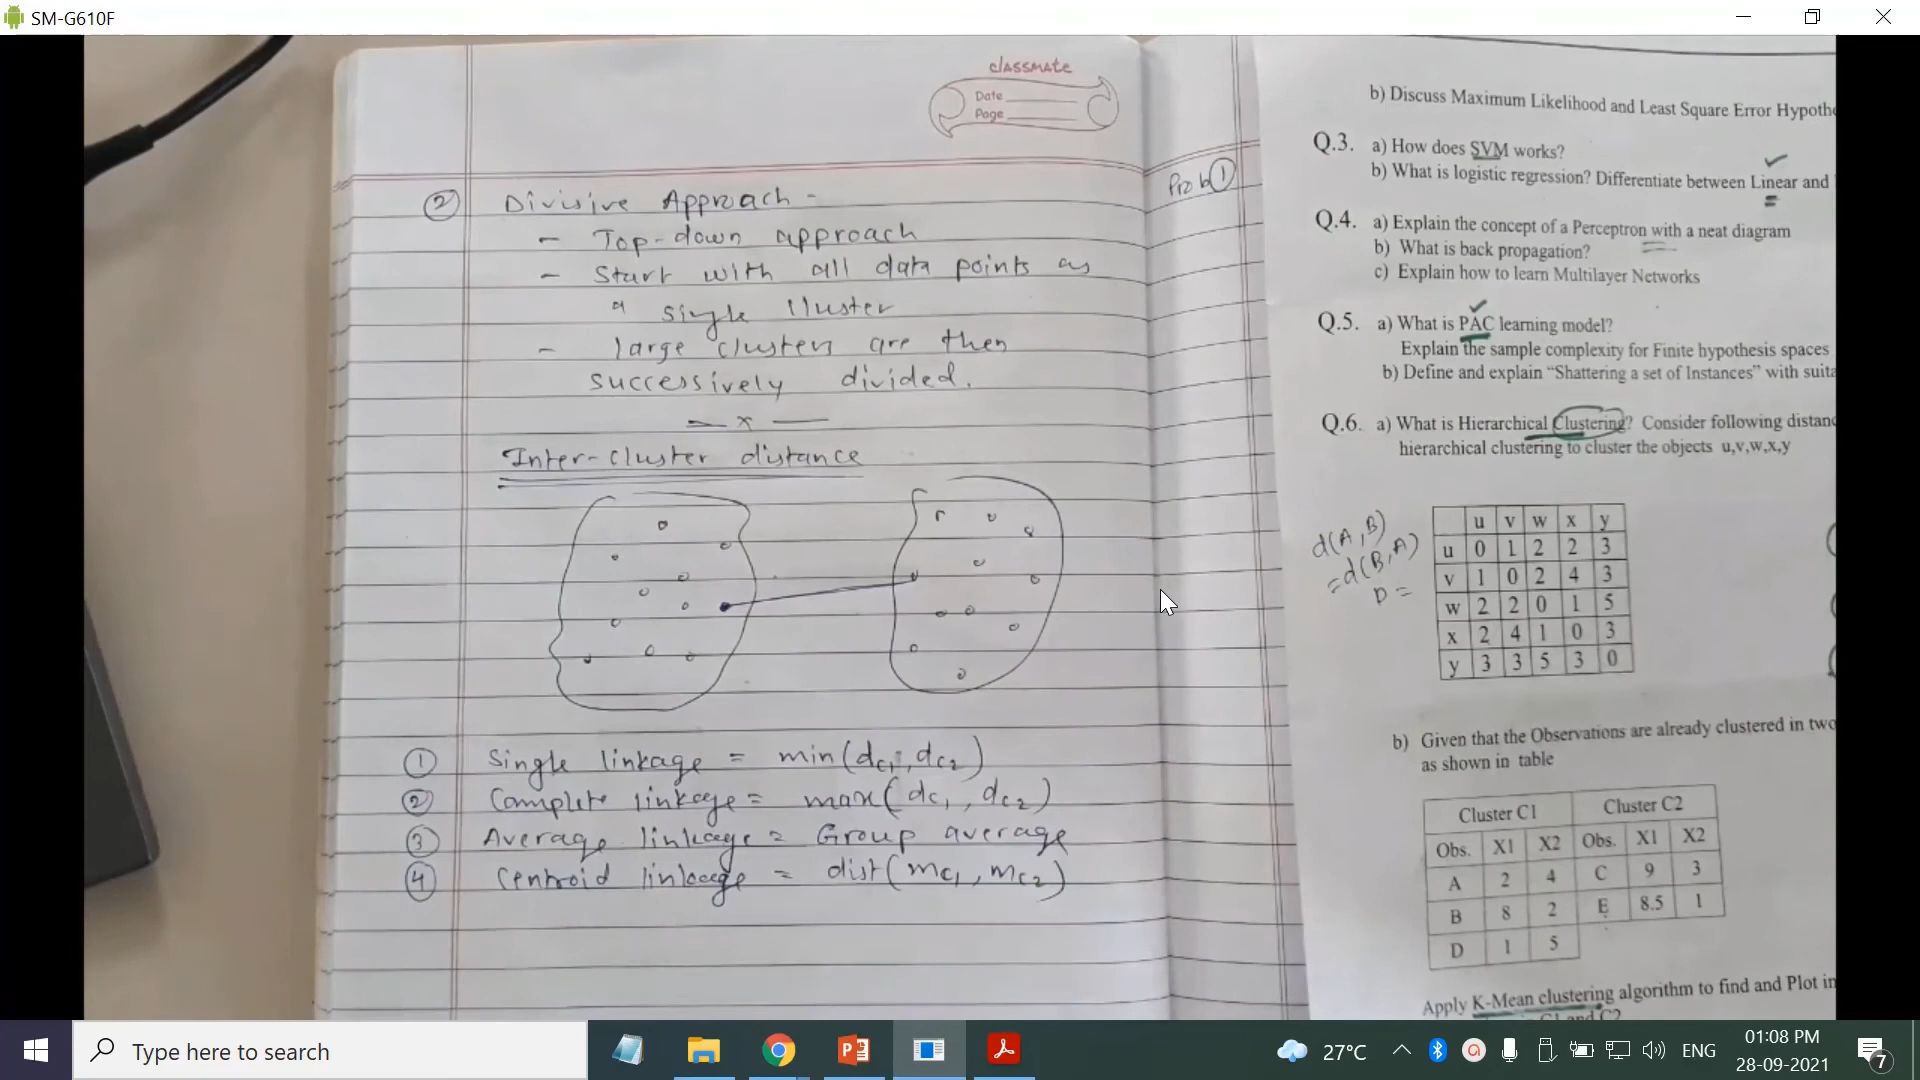 SM-G610F
classmate
Date
Page
② Divisive Approach -
- Top-down approach
- Start with all data points as
a single cluster
- large clusters are then
successively divided.
— x —
Inter-cluster distance
① Single linkage = min(dc1, dc2)
② Complete linkage = max(dc1, dc2)
③ Average linkage = Group average
④ Centroid linkage = dist(mc1, mc2)
Prob ①
b) Discuss Maximum Likelihood and Least Square Error Hypothe
Q.3. a) How does SVM works?
b) What is logistic regression? Differentiate between Linear and
Q.4. a) Explain the concept of a Perceptron with a neat diagram
b) What is back propagation?
c) Explain how to learn Multilayer Networks
Q.5. a) What is PAC learning model?
Explain the sample complexity for Finite hypothesis spaces
b) Define and explain “Shattering a set of Instances” with suita
Q.6. a) What is Hierarchical Clustering? Consider following distanc
hierarchical clustering to cluster the objects u,v,w,x,y
d(A,B)
=d(B,A)
D =
u v w x y
u 0 1 2 2 3
v 1 0 2 4 3
w 2 2 0 1 5
x 2 4 1 0 3
y 3 3 5 3 0
b) Given that the Observations are already clustered in two
as shown in table
Cluster C1 Cluster C2
Obs. X1 X2 Obs. X1 X2
A 2 4 C 9 3
B 8 2 E 8.5 1
D 1 5
Apply K-Mean clustering algorithm to find and Plot in
C1 and C2
Type here to search
27°C
ENG
01:08 PM
28-09-2021
7